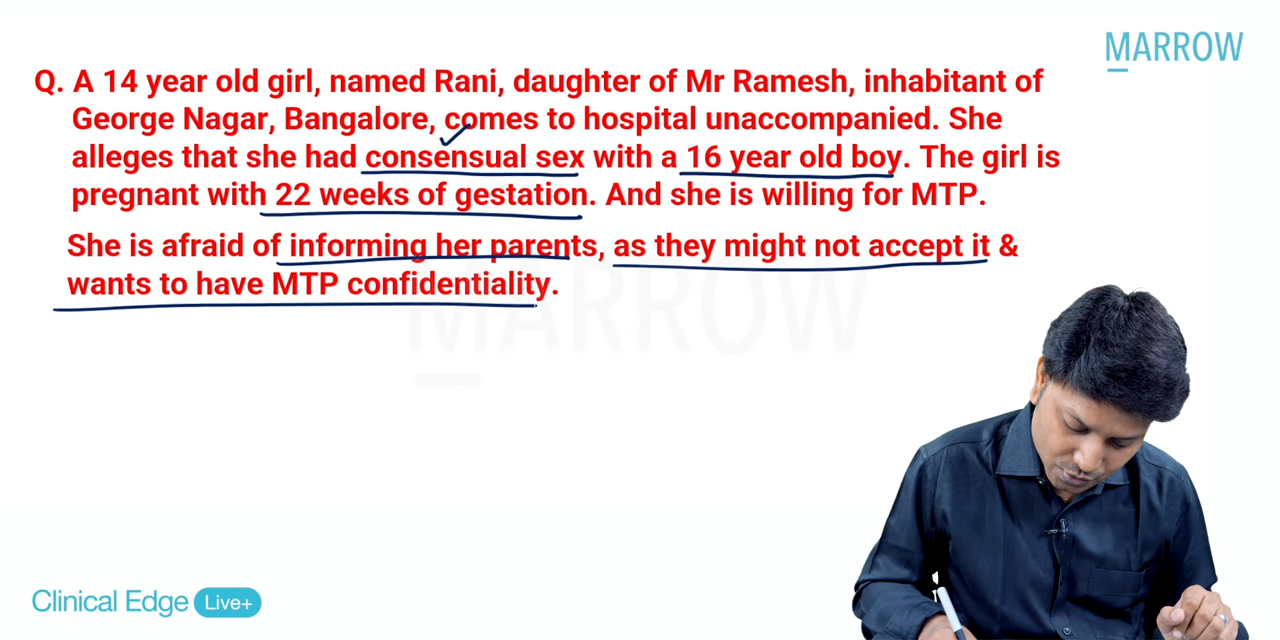 MARROW
Q. A 14 year old girl, named Rani, daughter of Mr Ramesh, inhabitant of
George Nagar, Bangalore, comes to hospital unaccompanied. She
alleges that she had consensual sex with a 16 year old boy. The girl is
pregnant with 22 weeks of gestation. And she is willing for MTP.
She is afraid of informing her parents, as they might not accept it &
wants to have MTP confidentiality.
MARROW
Clinical Edge Live+